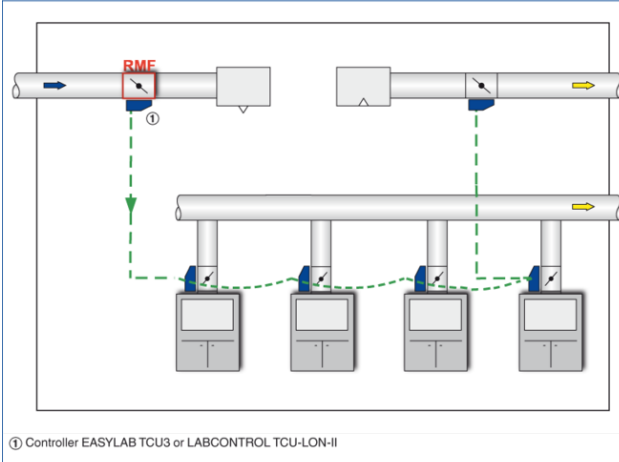 RMF
①
① Controller EASYLAB TCU3 or LABCONTROL TCU-LON-II